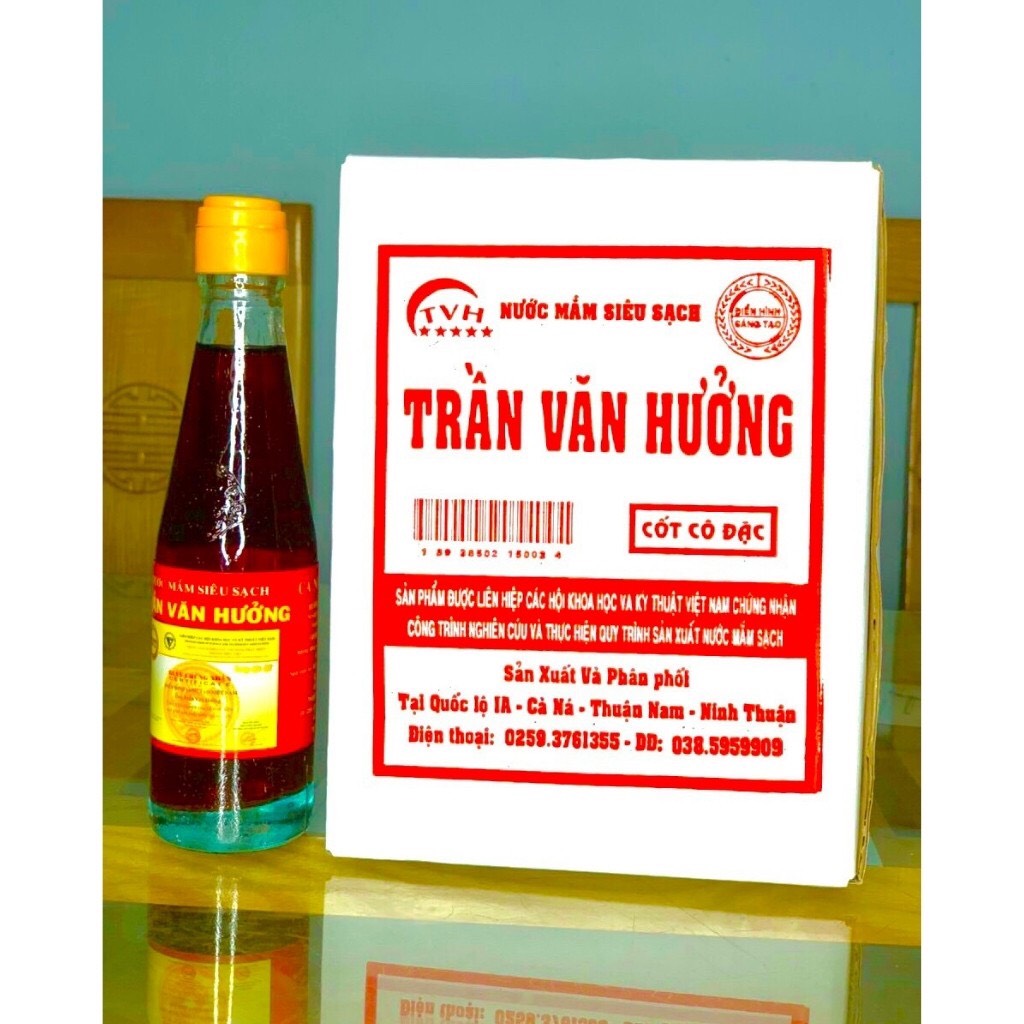 MẮM SIÊU SẠCH
VĂN HƯỞNG
TVH
NƯỚC MẮM SIÊU SẠCH
ĐIỂN HÌNH
SÁNG TẠO
TRẦN VĂN HƯỞNG
CỐT CÔ ĐẶC
SẢN PHẨM ĐƯỢC LIÊN HIỆP CÁC HỘI KHOA HỌC VA KỸ THUẬT VIỆT NAM CHỨNG NHẬN
CÔNG TRÌNH NGHIÊN CỨU VÀ THỰC HIỆN QUY TRÌNH SẢN XUẤT NƯỚC MẮM SẠCH
Sản Xuất Và Phân phối
Tại Quốc lộ IA - Cà Ná - Thuận Nam - Ninh Thuận
Điện thoại: 0259.3761355 - DĐ: 038.5959909